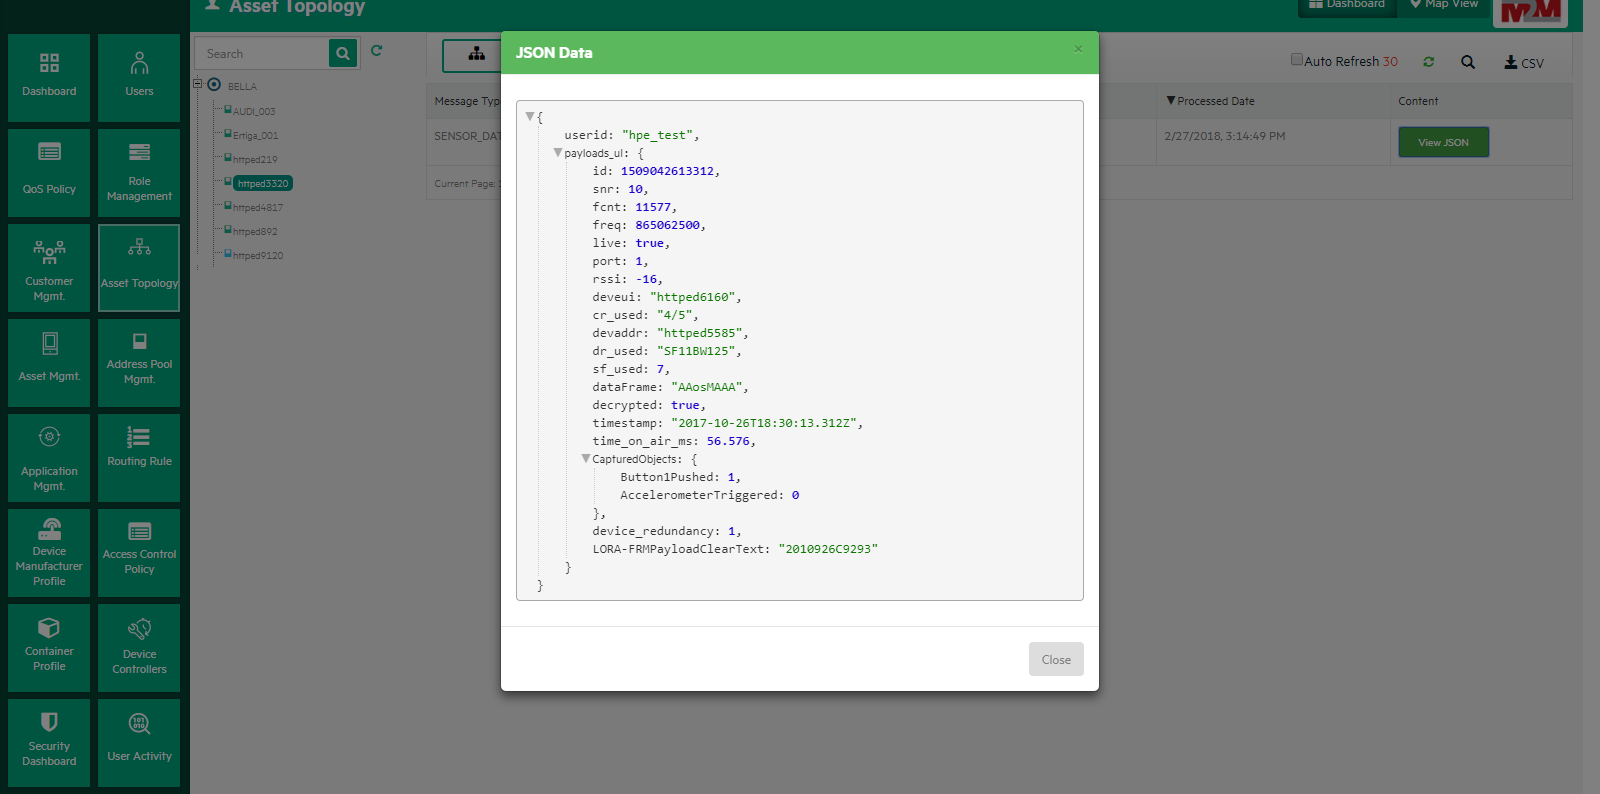 Asset Topology
Dashboard
Map View
M2M
Dashboard
Users
QoS Policy
Role
Management
Customer
Mgmt.
Asset Topology
Asset Mgmt.
Address Pool
Mgmt.
Application
Mgmt.
Routing Rule
Device
Manufacturer
Profile
Access Control
Policy
Container
Profile
Device
Controllers
Security
Dashboard
User Activity
Search
BELLA
AUDI_003
Ertiga_001
httped219
httped3320
httped4817
httped892
httped9120
Auto Refresh 30
CSV
Message Typ
Processed Date
Content
SENSOR_DAT
2/27/2018, 3:14:49 PM
View JSON
Current Page:
JSON Data
×
{
userid: "hpe_test",
payloads_ul: {
id: 1509042613312,
snr: 10,
fcnt: 11577,
freq: 865062500,
live: true,
port: 1,
rssi: -16,
deveui: "httped6160",
cr_used: "4/5",
devaddr: "httped5585",
dr_used: "SF11BW125",
sf_used: 7,
dataFrame: "AAosMAAA",
decrypted: true,
timestamp: "2017-10-26T18:30:13.312Z",
time_on_air_ms: 56.576,
CapturedObjects: {
Button1Pushed: 1,
AccelerometerTriggered: 0
},
device_redundancy: 1,
LORA-FRMPayloadClearText: "2010926C9293"
}
}
Close